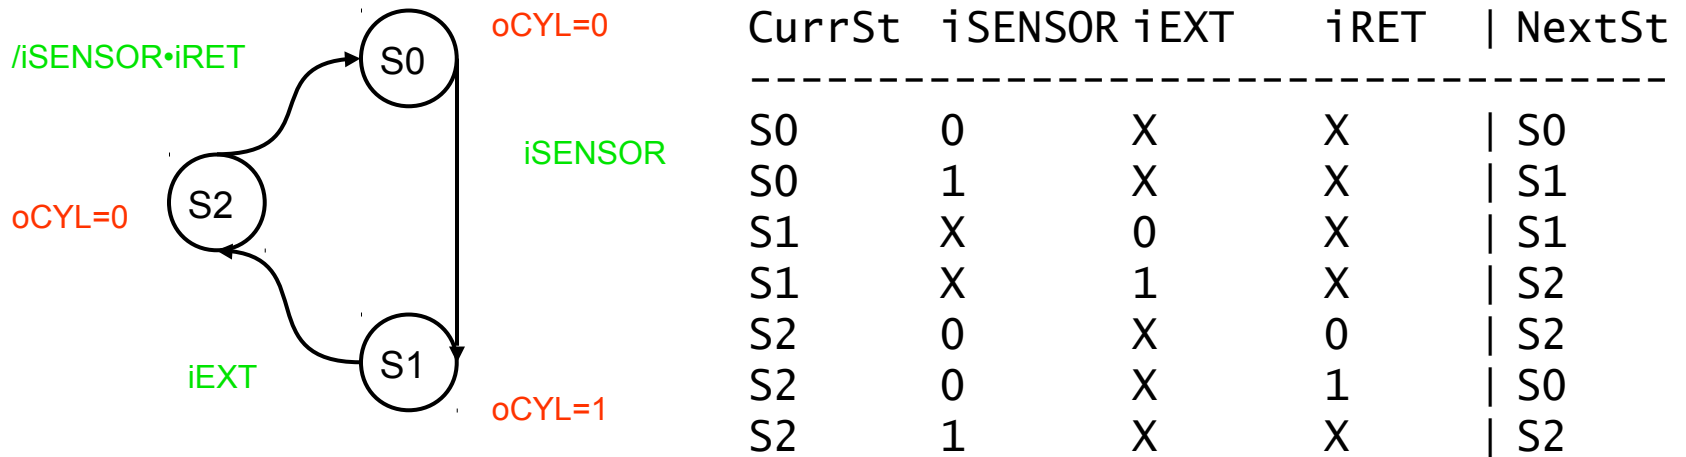 oCYL=0
/iSENSOR•iRET
S0
iSENSOR
S2
oCYL=0
iEXT
S1
oCYL=1
CurrSt iSENSOR iEXT iRET | NextSt
------------------------------------
S0 0 X X | S0
S0 1 X X | S1
S1 X 0 X | S1
S1 X 1 X | S2
S2 0 X 0 | S2
S2 0 X 1 | S0
S2 1 X X | S2